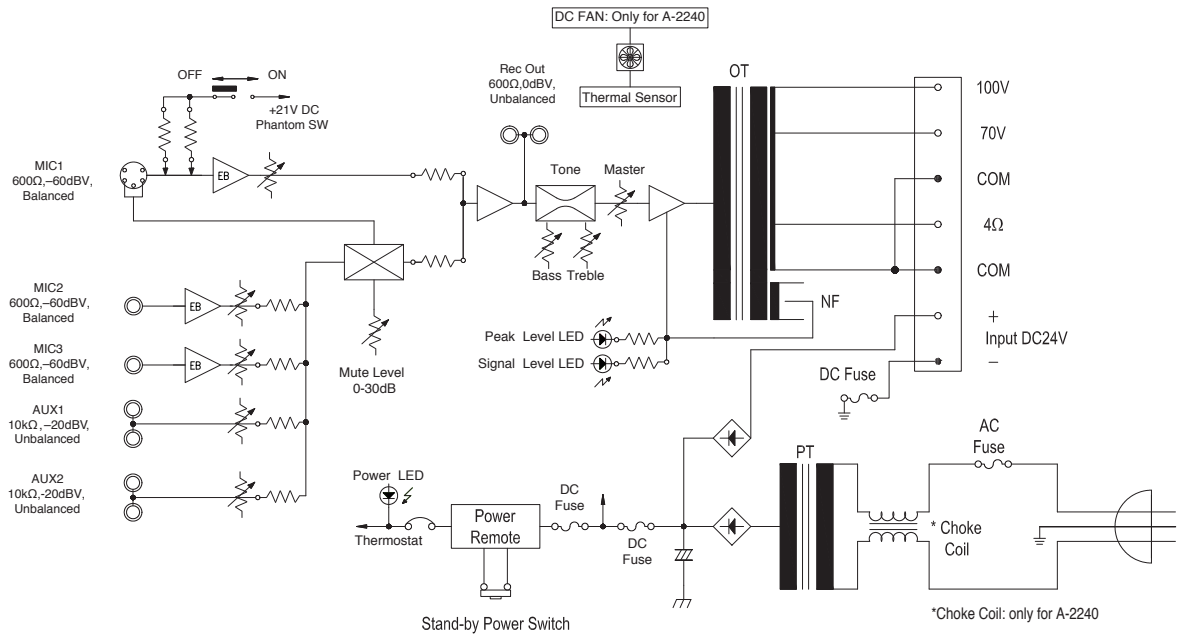 DC FAN: Only for A-2240
Thermal Sensor
OFF
ON
+21V DC
Phantom SW
Rec Out
600Ω,0dBV,
Unbalanced
OT
100V
70V
COM
4Ω
COM
+
Input DC24V
−
MIC1
600Ω,−60dBV,
Balanced
EB
Tone
Master
Bass Treble
NF
MIC2
600Ω,−60dBV,
Balanced
EB
MIC3
600Ω,−60dBV,
Balanced
EB
Mute Level
0-30dB
Peak Level LED
Signal Level LED
DC Fuse
AUX1
10kΩ,−20dBV,
Unbalanced
AUX2
10kΩ,-20dBV,
Unbalanced
Power LED
Thermostat
Power
Remote
DC
Fuse
DC
Fuse
PT
AC
Fuse
* Choke
Coil
Stand-by Power Switch
*Choke Coil: only for A-2240